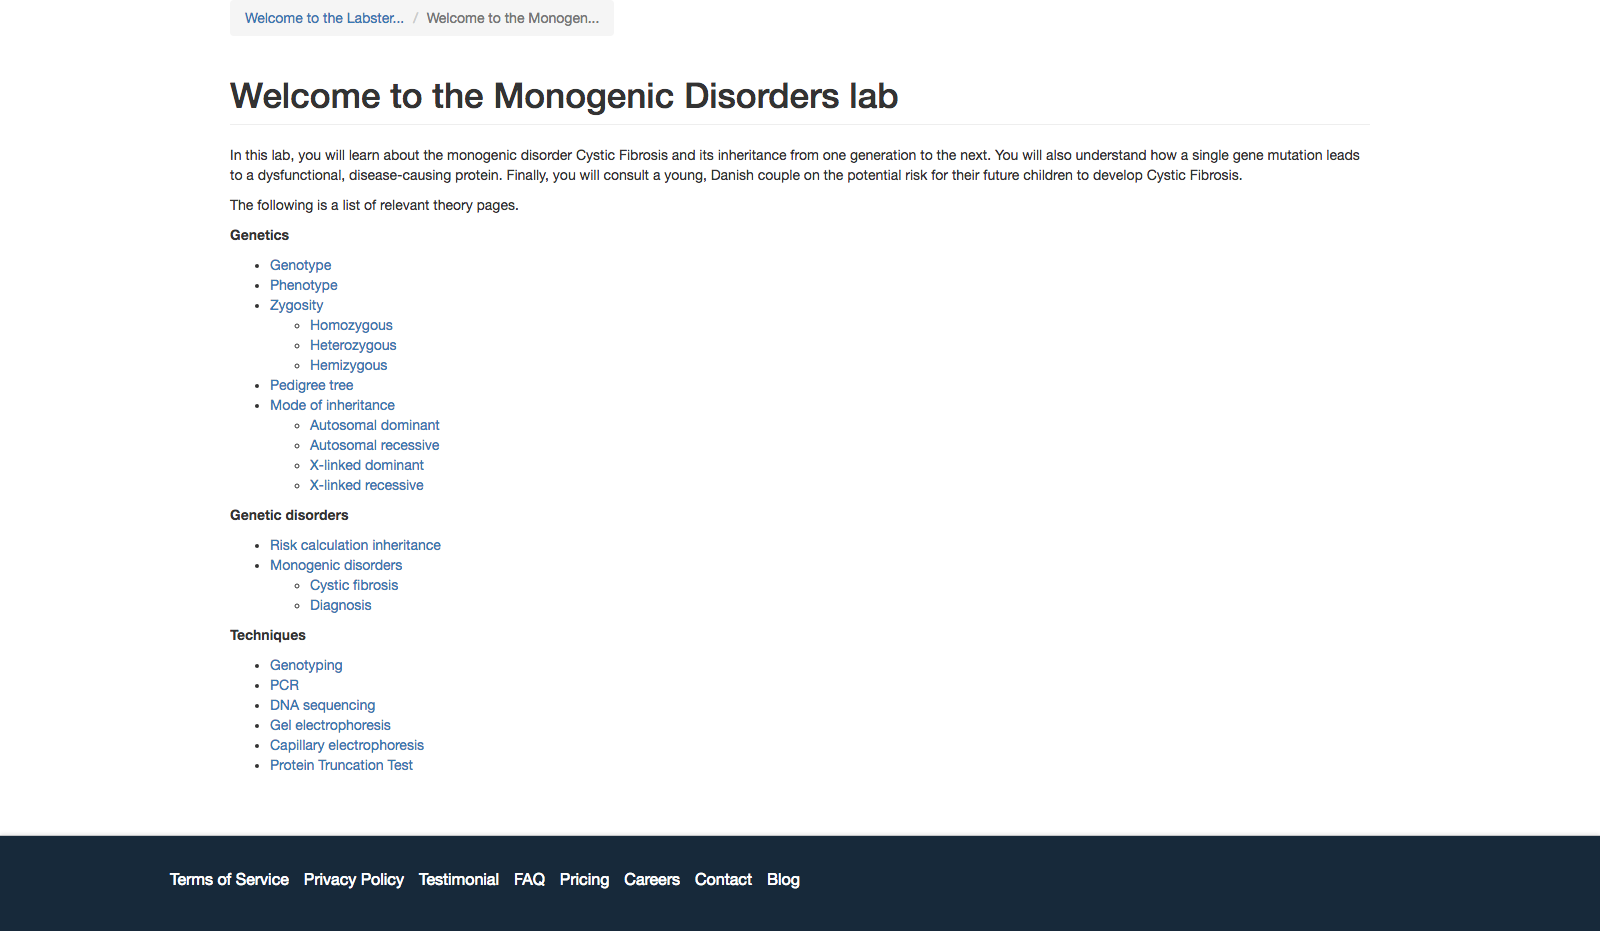 Welcome to the Labster... / Welcome to the Monogen...
Welcome to the Monogenic Disorders lab
In this lab, you will learn about the monogenic disorder Cystic Fibrosis and its inheritance from one generation to the next. You will also understand how a single gene mutation leads
to a dysfunctional, disease-causing protein. Finally, you will consult a young, Danish couple on the potential risk for their future children to develop Cystic Fibrosis.
The following is a list of relevant theory pages.
Genetics
Genotype
Phenotype
Zygosity
Homozygous
Heterozygous
Hemizygous
Pedigree tree
Mode of inheritance
Autosomal dominant
Autosomal recessive
X-linked dominant
X-linked recessive
Genetic disorders
Risk calculation inheritance
Monogenic disorders
Cystic fibrosis
Diagnosis
Techniques
Genotyping
PCR
DNA sequencing
Gel electrophoresis
Capillary electrophoresis
Protein Truncation Test
Terms of Service Privacy Policy Testimonial FAQ Pricing Careers Contact Blog